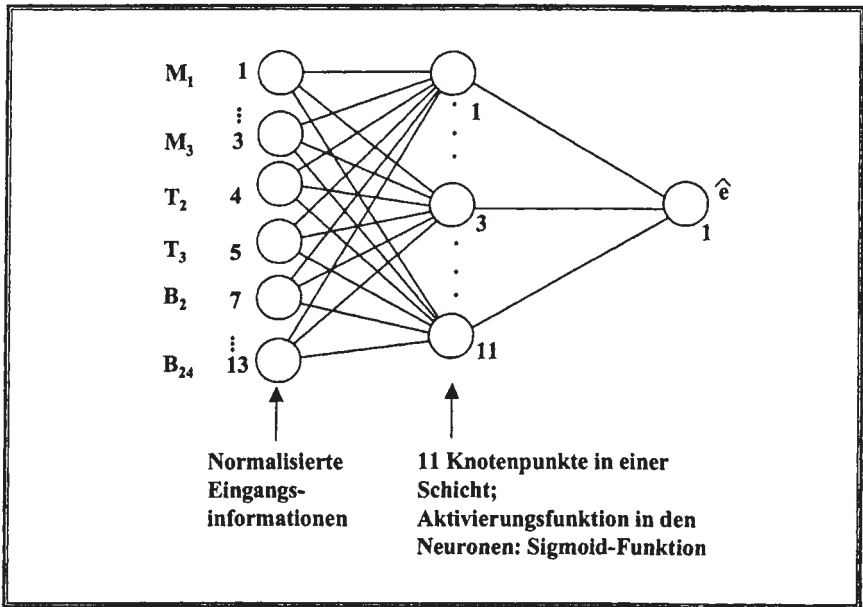 M₁ 1
1
⋮
M₃ 3
T₂ 4
ê
3
1
T₃ 5
B₂ 7
11
⋮
B₂₄ 13
Normalisierte
Eingangs-
informationen
11 Knotenpunkte in einer
Schicht;
Aktivierungsfunktion in den
Neuronen: Sigmoid-Funktion